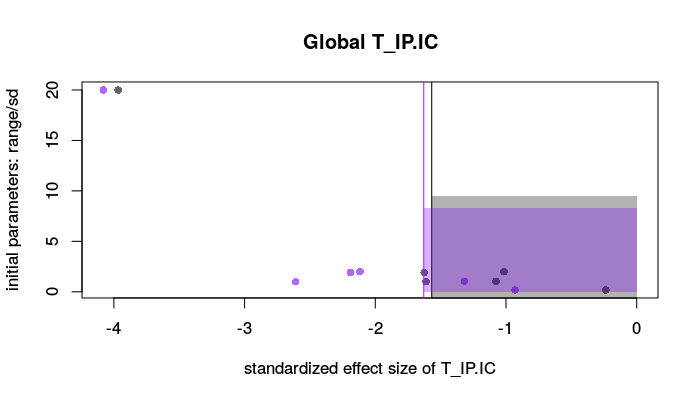 Global T_IP.IC
initial parameters: range/sd
20
15
10
5
0
-4 -3 -2 -1 0
standardized effect size of T_IP.IC